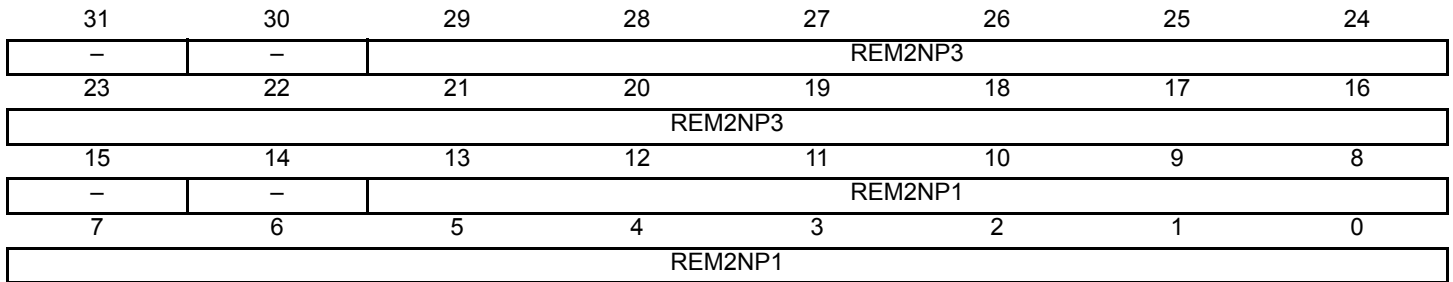 31 30 29 28 27 26 25 24
– – REM2NP3
23 22 21 20 19 18 17 16
REM2NP3
15 14 13 12 11 10 9 8
– – REM2NP1
7 6 5 4 3 2 1 0
REM2NP1